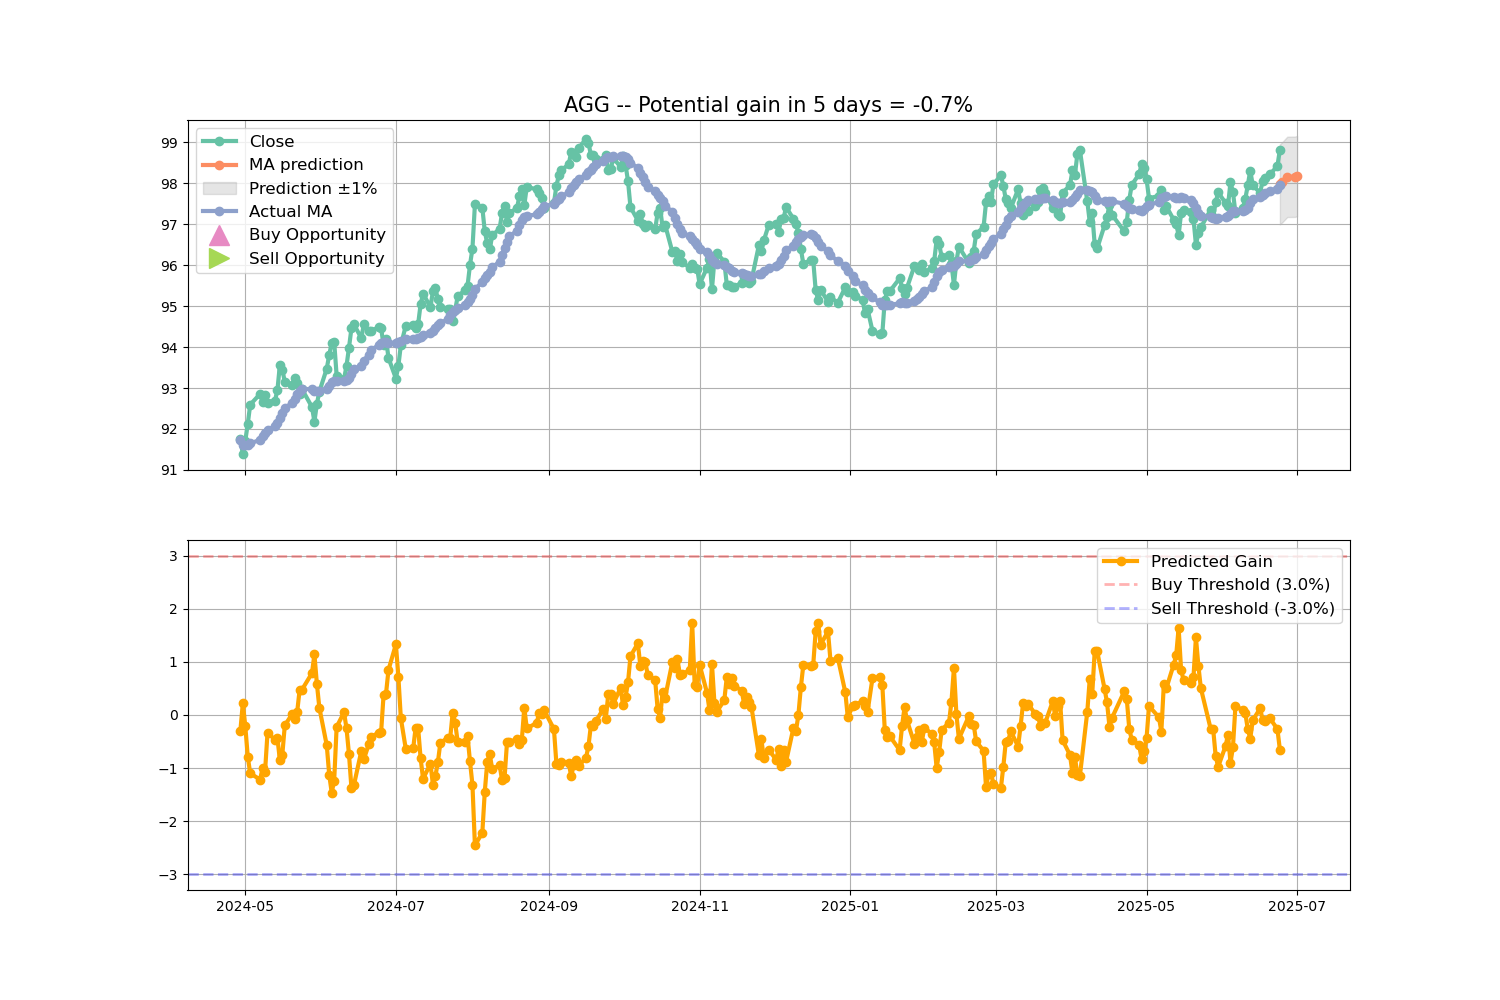 AGG -- Potential gain in 5 days = -0.7%
99
98
97
96
95
94
93
92
91
Close
MA prediction
Prediction ±1%
Actual MA
Buy Opportunity
Sell Opportunity
3
2
1
0
−1
−2
−3
Predicted Gain
Buy Threshold (3.0%)
Sell Threshold (-3.0%)
2024-05
2024-07
2024-09
2024-11
2025-01
2025-03
2025-05
2025-07